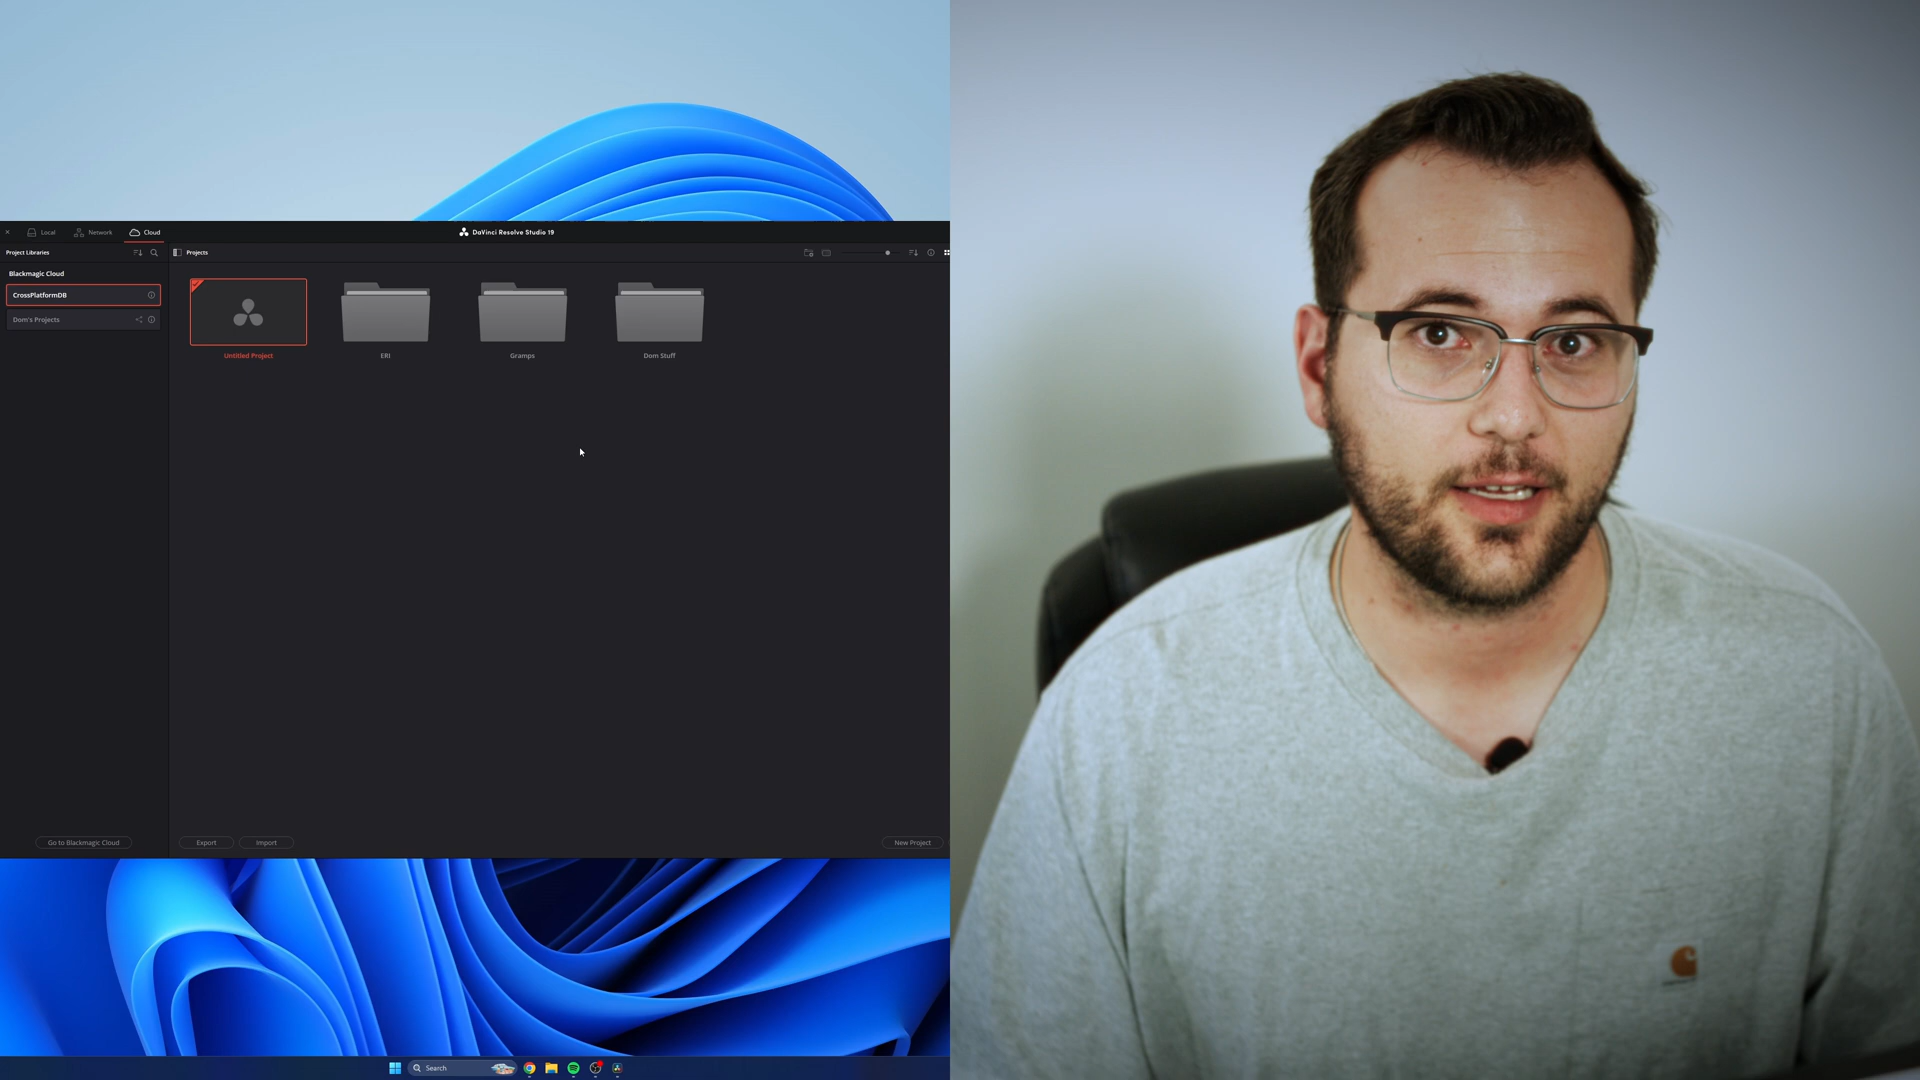 Local
Network
Cloud
DaVinci Resolve Studio 19
Project Libraries
Projects
Blackmagic Cloud
CrossPlatformDB
Dom's Projects
Untitled Project
ERI
Gramps
Dom Stuff
Go to Blackmagic Cloud
Export
Import
New Project
Search